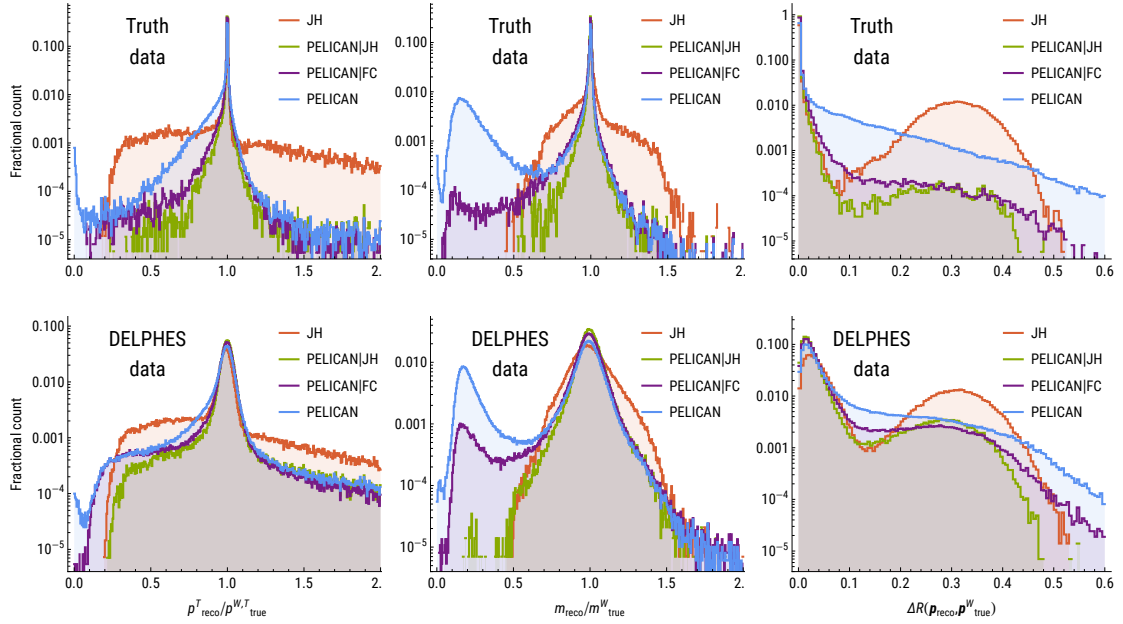 Truth
data
JH
PELICAN|JH
PELICAN|FC
PELICAN
Fractional count
0.100
0.010
0.001
10⁻⁴
10⁻⁵
0.0 0.5 1.0 1.5 2.
Truth
data
JH
PELICAN|JH
PELICAN|FC
PELICAN
0.100
0.010
0.001
10⁻⁴
10⁻⁵
0.0 0.5 1.0 1.5 2.
Truth
data
JH
PELICAN|JH
PELICAN|FC
PELICAN
1
0.100
0.010
0.001
10⁻⁴
10⁻⁵
0.0 0.1 0.2 0.3 0.4 0.5 0.6
DELPHES
data
JH
PELICAN|JH
PELICAN|FC
PELICAN
Fractional count
0.100
0.010
0.001
10⁻⁴
10⁻⁵
0.0 0.5 1.0 1.5 2.
p^T_reco/p^W,T_true
DELPHES
data
JH
PELICAN|JH
PELICAN|FC
PELICAN
0.010
0.001
10⁻⁴
10⁻⁵
0.0 0.5 1.0 1.5 2.
m_reco/m^W_true
DELPHES
data
JH
PELICAN|JH
PELICAN|FC
PELICAN
0.100
0.010
0.001
10⁻⁴
10⁻⁵
0.0 0.1 0.2 0.3 0.4 0.5 0.6
ΔR(p_reco,p^W_true)